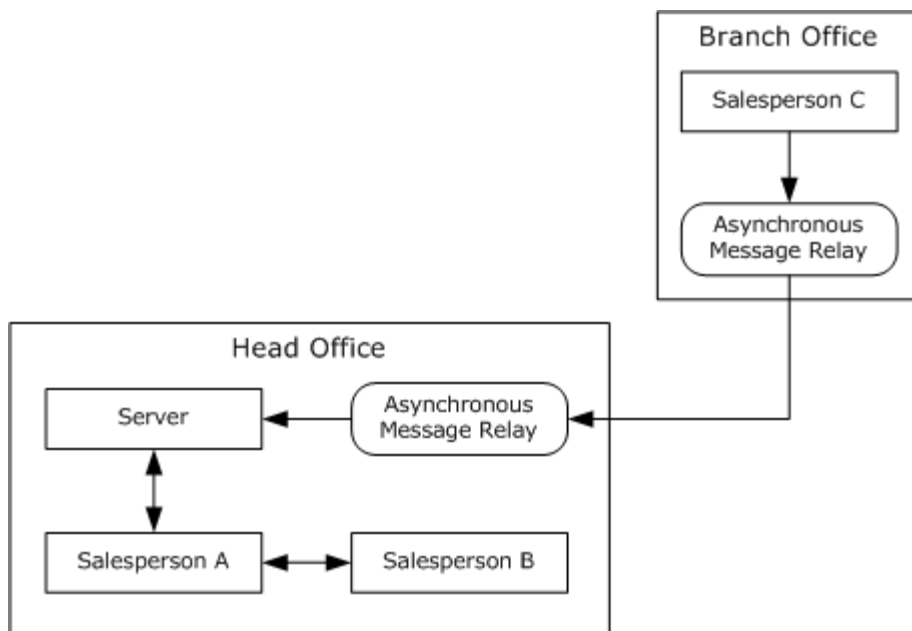 Branch Office
Salesperson C
Asynchronous
Message Relay
Head Office
Server
Asynchronous
Message Relay
Salesperson A
Salesperson B